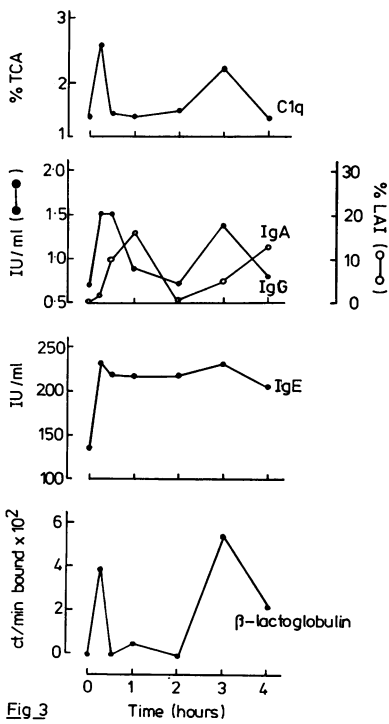 3
2
1
% TCA
C1q
2·0
1·5
1·0
0·5
IU/ml (●—●)
30
20
10
0
% LAI (○—○)
IgA
IgG
250
200
150
100
IU/ml
IgE
6
4
2
0
ct/min bound x10²
β-lactoglobulin
0 1 2 3 4
Time (hours)
Fig 3